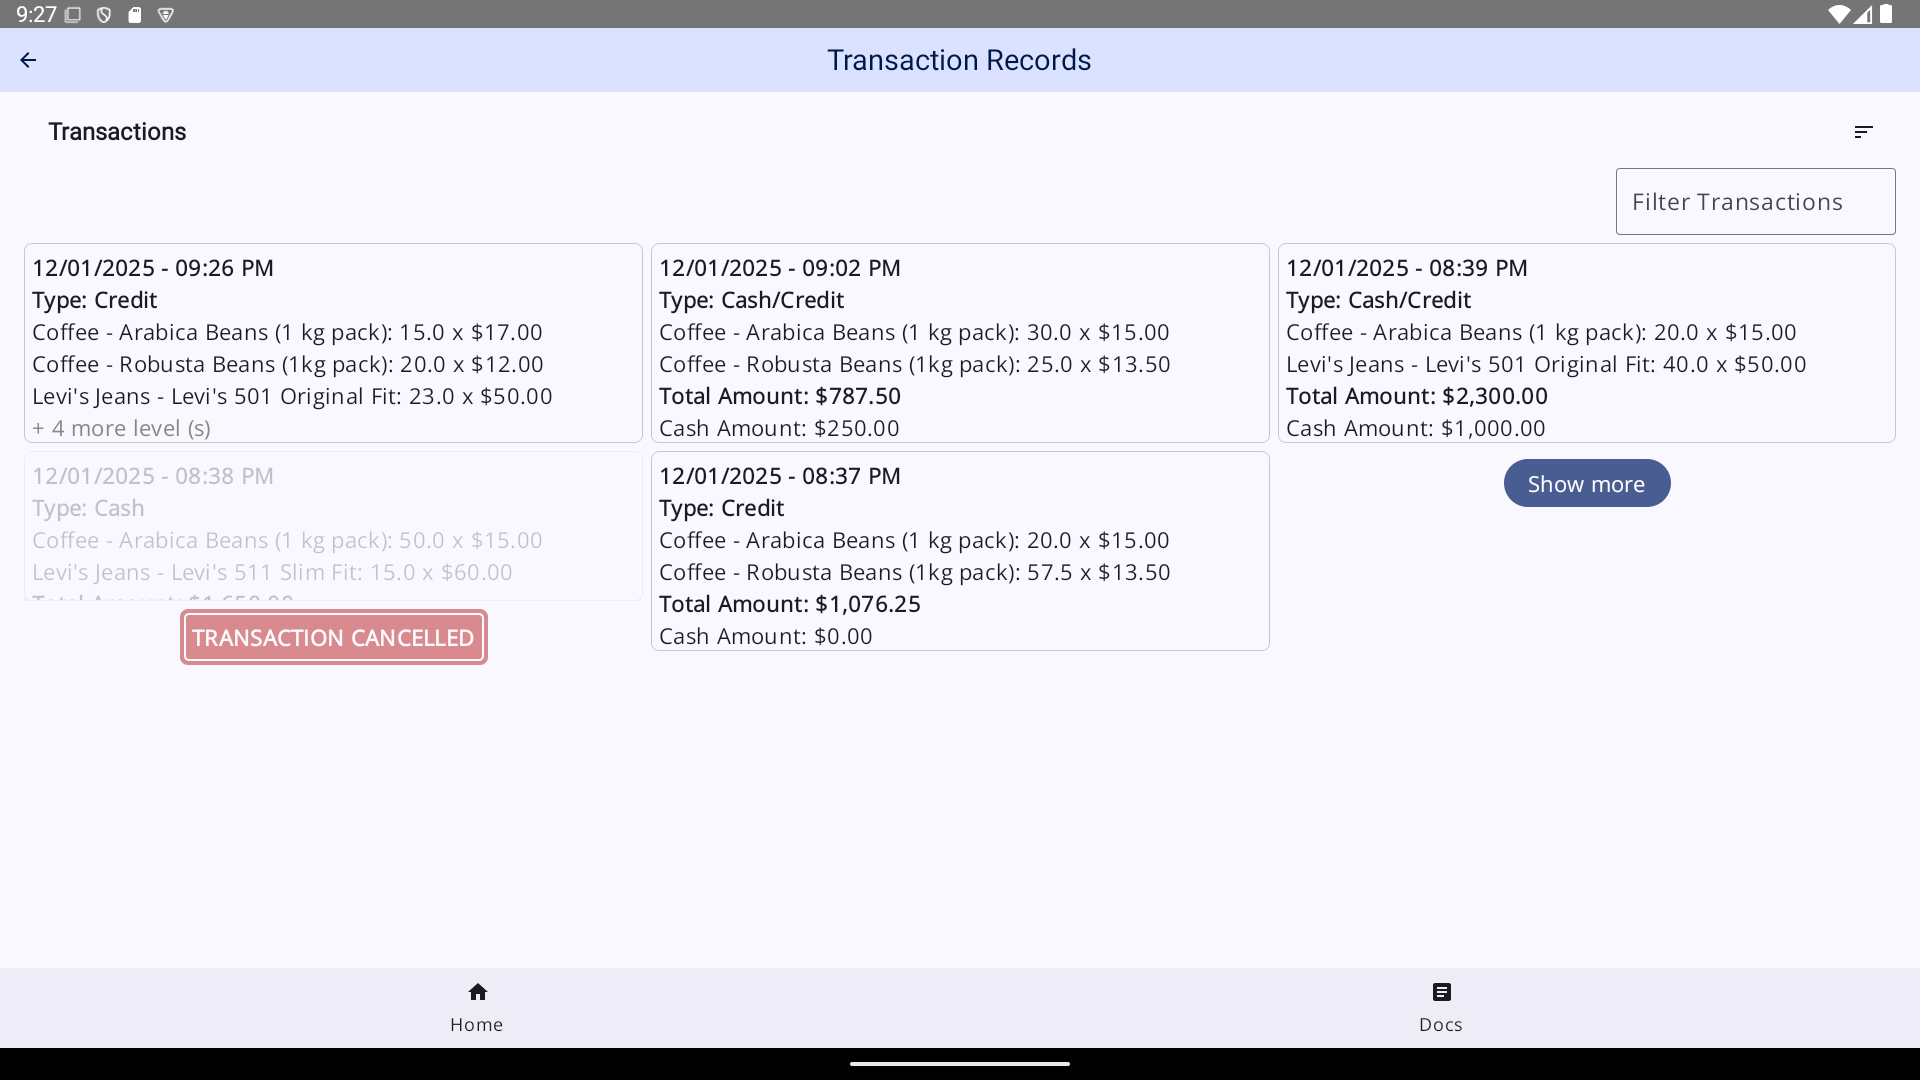 9:27
Transaction Records
Transactions
Filter Transactions
12/01/2025 - 09:26 PM
Type: Credit
Coffee - Arabica Beans (1 kg pack): 15.0 x $17.00
Coffee - Robusta Beans (1kg pack): 20.0 x $12.00
Levi's Jeans - Levi's 501 Original Fit: 23.0 x $50.00
+ 4 more level (s)
12/01/2025 - 09:02 PM
Type: Cash/Credit
Coffee - Arabica Beans (1 kg pack): 30.0 x $15.00
Coffee - Robusta Beans (1kg pack): 25.0 x $13.50
Total Amount: $787.50
Cash Amount: $250.00
12/01/2025 - 08:39 PM
Type: Cash/Credit
Coffee - Arabica Beans (1 kg pack): 20.0 x $15.00
Levi's Jeans - Levi's 501 Original Fit: 40.0 x $50.00
Total Amount: $2,300.00
Cash Amount: $1,000.00
12/01/2025 - 08:38 PM
Type: Cash
Coffee - Arabica Beans (1 kg pack): 50.0 x $15.00
Levi's Jeans - Levi's 511 Slim Fit: 15.0 x $60.00
Total Amount: $1,650.00
TRANSACTION CANCELLED
12/01/2025 - 08:37 PM
Type: Credit
Coffee - Arabica Beans (1 kg pack): 20.0 x $15.00
Coffee - Robusta Beans (1kg pack): 57.5 x $13.50
Total Amount: $1,076.25
Cash Amount: $0.00
Show more
Home
Docs